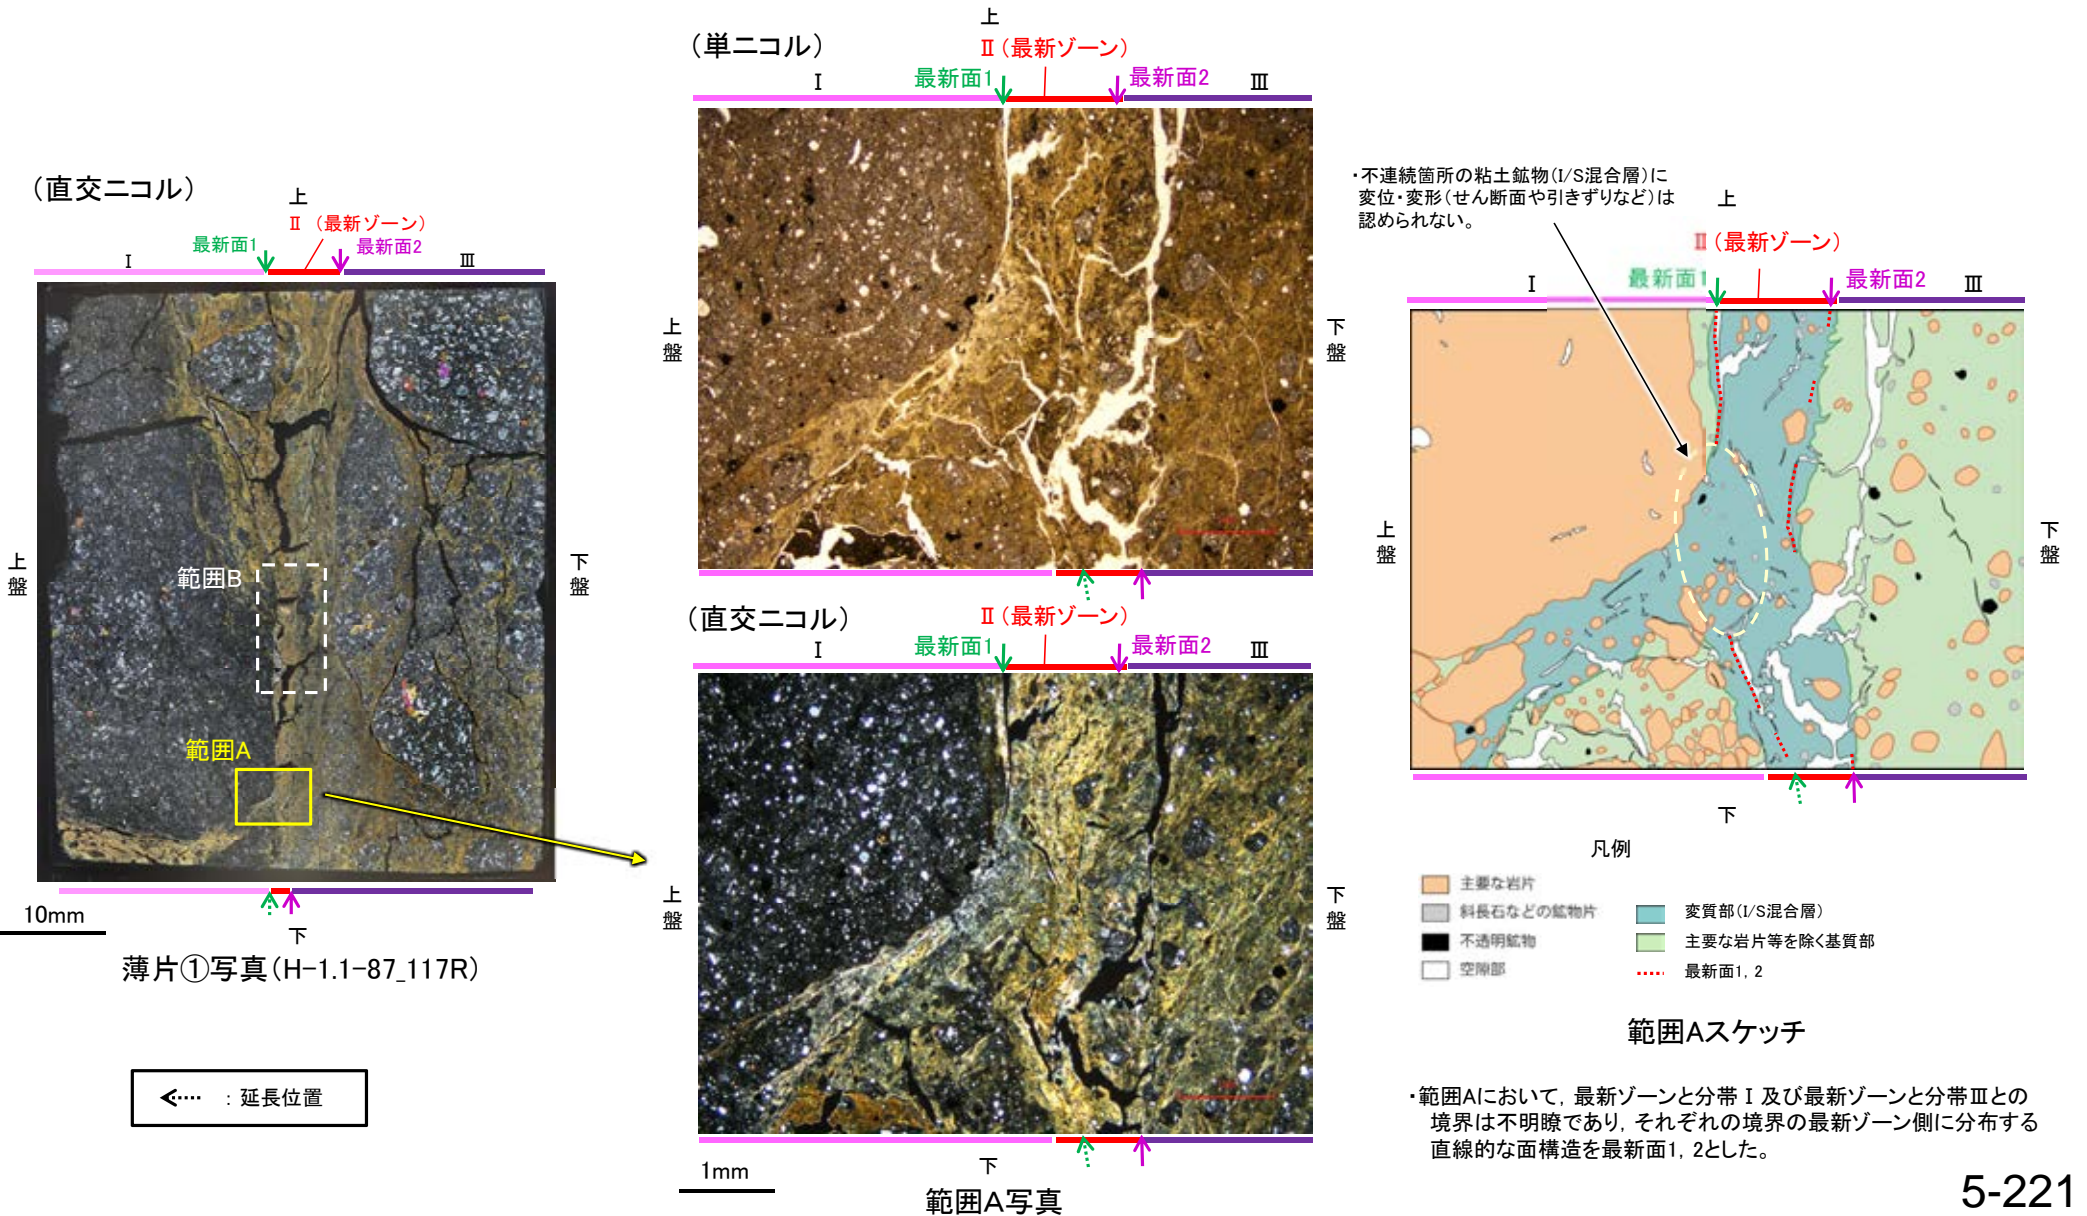 (直交ニコル)
上
Ⅱ (最新ゾーン)
最新面1
最新面2
Ⅰ
Ⅲ
上盤
下盤
範囲B
範囲A
10mm
下
薄片①写真(H-1.1-87_117R)
:延長位置
(単ニコル)
上
Ⅱ(最新ゾーン)
最新面1
最新面2
Ⅰ
Ⅲ
上盤
下盤
(直交ニコル)
Ⅱ(最新ゾーン)
最新面1
最新面2
Ⅰ
Ⅲ
上盤
下盤
1mm
下
範囲A写真
・不連続箇所の粘土鉱物(I/S混合層)に
変位・変形(せん断面や引きずりなど)は
認められない。
上
Ⅱ(最新ゾーン)
最新面1
最新面2
Ⅰ
Ⅲ
上盤
下盤
下
凡例
主要な岩片
斜長石などの鉱物片
不透明鉱物
空隙部
変質部(I/S混合層)
主要な岩片等を除く基質部
最新面1, 2
範囲Aスケッチ
・範囲Aにおいて, 最新ゾーンと分帯Ⅰ及び最新ゾーンと分帯Ⅲとの
境界は不明瞭であり, それぞれの境界の最新ゾーン側に分布する
直線的な面構造を最新面1, 2とした。
5-221